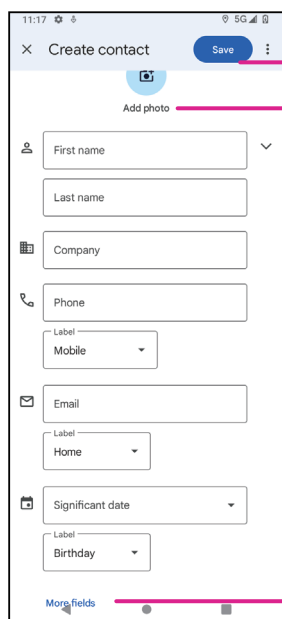 11:17 5G
Create contact Save
Add photo
First name
Last name
Company
Phone
Label
Mobile
Email
Label
Home
Significant date
Label
Birthday
More fields